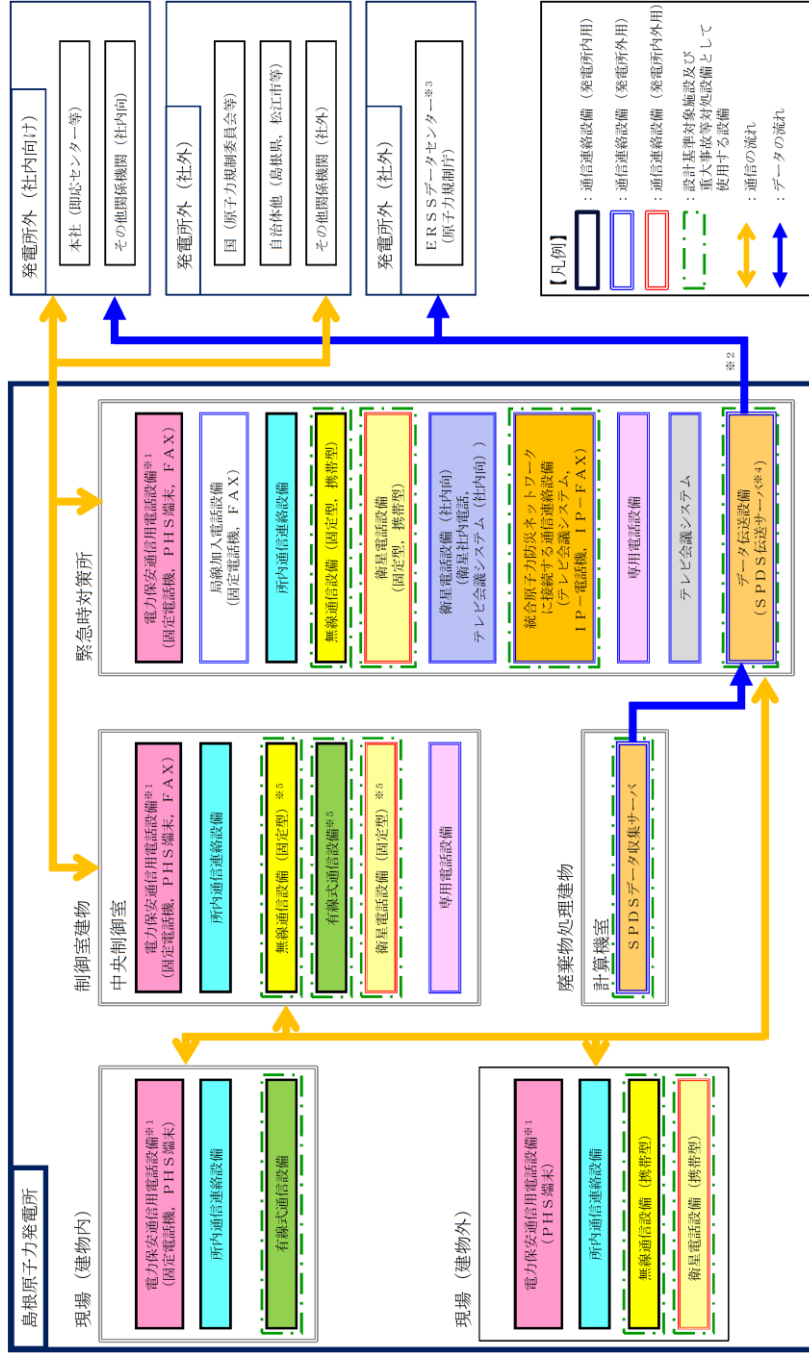 島根原子力発電所
現場（建物内）
電力保安通信用電話設備※1
（固定電話機，PHS端末）
所内通信連絡設備
有線式通信設備
現場（建物外）
電力保安通信用電話設備※1
（PHS端末）
所内通信連絡設備
無線通信設備（携帯型）
衛星電話設備（携帯型）
制御室建物
中央制御室
電力保安通信用電話設備※1
（固定電話機，PHS端末，FAX）
所内通信連絡設備
無線通信設備（固定型）※5
有線式通信設備※5
衛星電話設備（固定型）※5
専用電話設備
廃棄物処理建物
計算機室
SPDSデータ収集サーバ
緊急時対策所
電力保安通信用電話設備※1
（固定電話機，PHS端末，FAX）
局線加入電話設備
（固定電話機，FAX）
所内通信連絡設備
無線通信設備（固定型，携帯型）
衛星電話設備
（固定型，携帯型）
衛星電話設備（社内向）
（衛星社内電話，
テレビ会議システム（社内向））
統合原子力防災ネットワーク
に接続する通信連絡設備
（テレビ会議システム，
IP－電話機，IP－FAX）
専用電話設備
テレビ会議システム
データ伝送設備
（SPDS伝送サーバ※4）
※2
発電所外（社内向け）
本社（即応センター等）
その他関係機関（社内向）
発電所外（社外）
国（原子力規制委員会等）
自治体他（島根県，松江市等）
その他関係機関（社外）
発電所外（社外）
ERSSデータセンター※3
（原子力規制庁）
【凡例】
：通信連絡設備（発電所内用）
：通信連絡設備（発電所外用）
：通信連絡設備（発電所内外用）
：設計基準対象施設及び
重大事故等対処設備として
使用する設備
：通信の流れ
：データの流れ